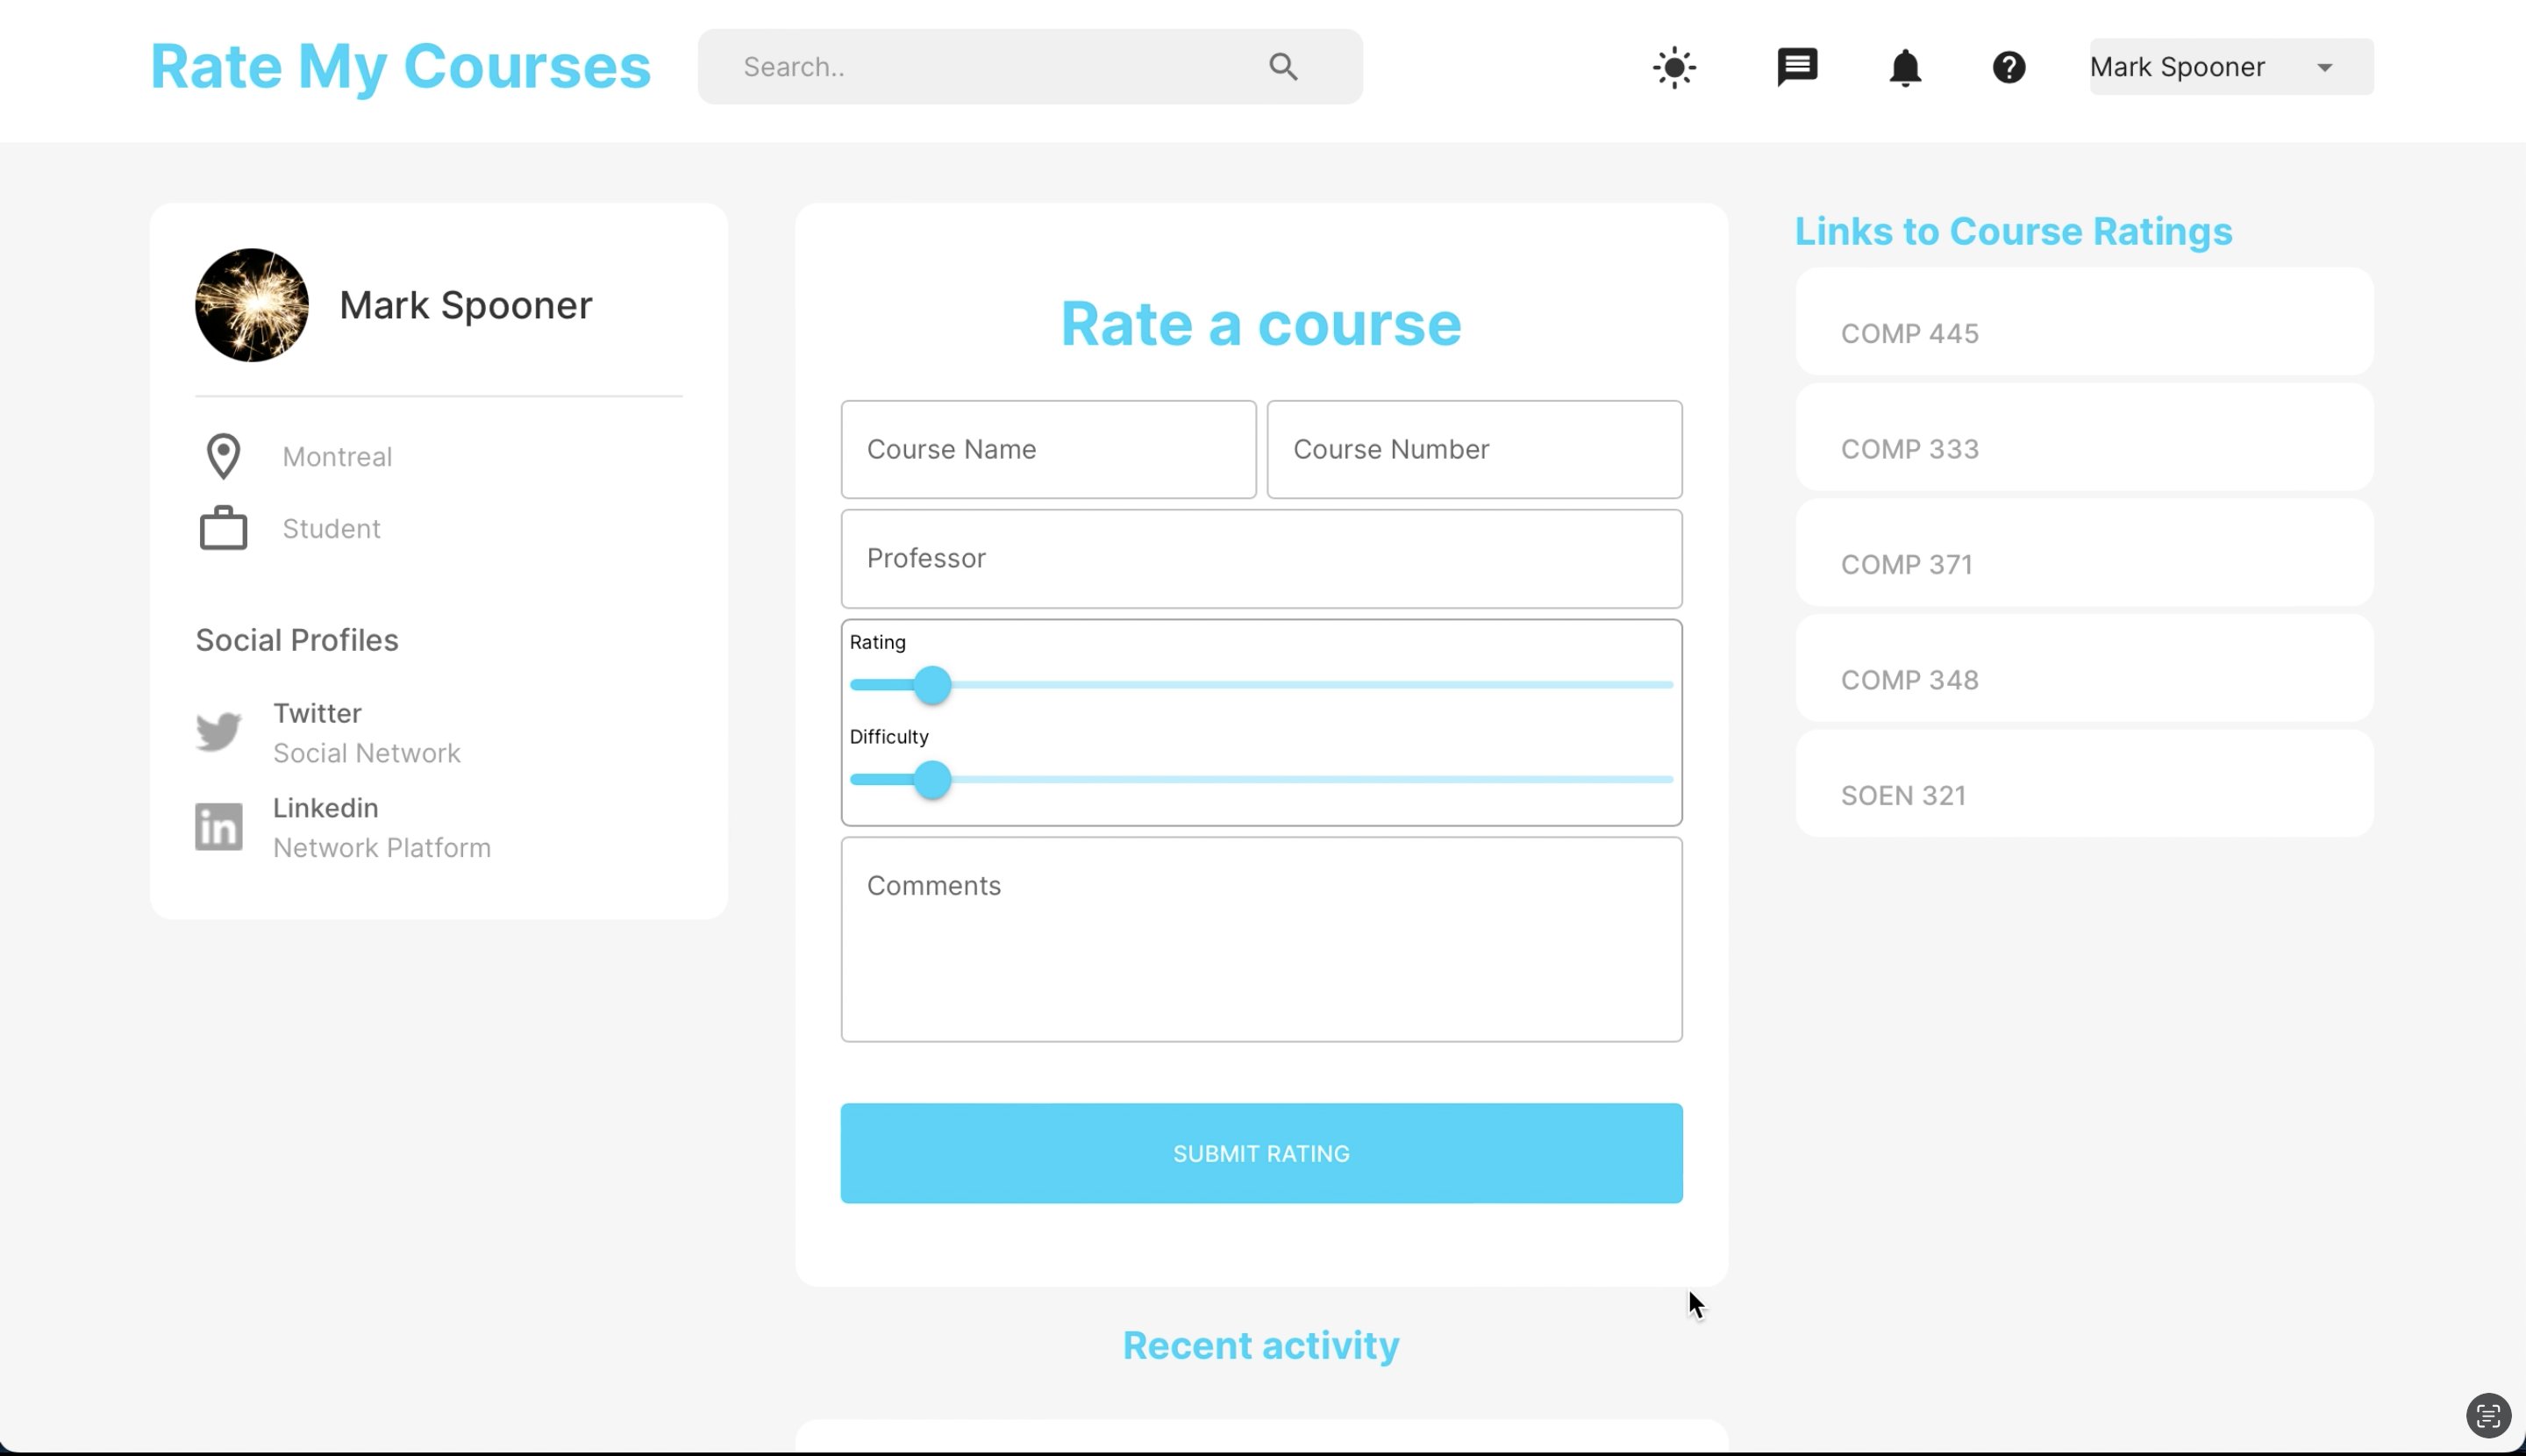 Rate My Courses
Search..
Mark Spooner
Mark Spooner
Montreal
Student
Social Profiles
Twitter
Social Network
Linkedin
Network Platform
Rate a course
Course Name
Course Number
Professor
Rating
Difficulty
Comments
SUBMIT RATING
Recent activity
Links to Course Ratings
COMP 445
COMP 333
COMP 371
COMP 348
SOEN 321